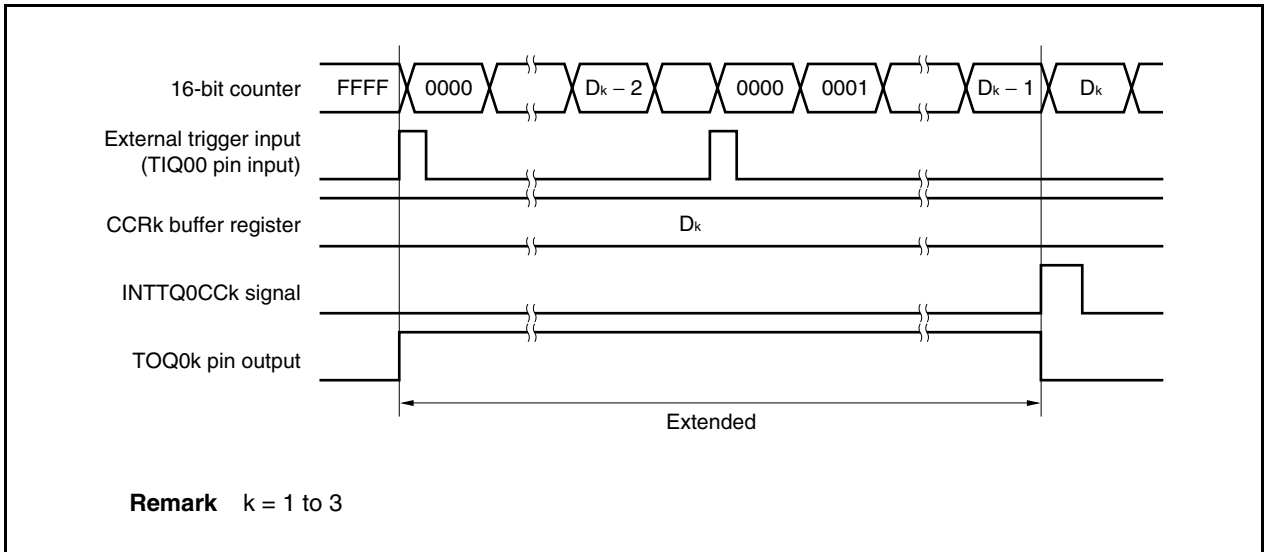 16-bit counter FFFF 0000 Dk − 2 0000 0001 Dk − 1 Dk
External trigger input
(TIQ00 pin input)
CCRk buffer register Dk
INTTQ0CCk signal
TOQ0k pin output
Extended
Remark k = 1 to 3